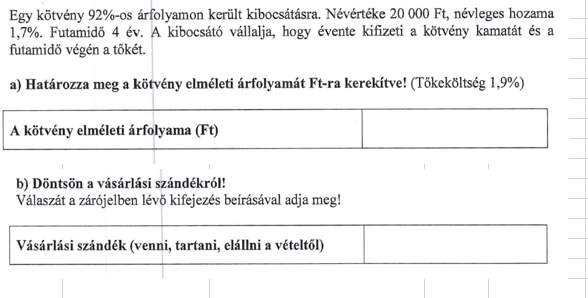 Egy kötvény 92%-os árfolyamon került kibocsátásra. Névértéke 20 000 Ft, névleges hozama
1,7%. Futamidő 4 év. A kibocsátó vállalja, hogy évente kifizeti a kötvény kamatát és a
futamidő végén a tőkét.
a) Határozza meg a kötvény elméleti árfolyamát Ft-ra kerekítve! (Tőkeköltség 1,9%)
A kötvény elméleti árfolyama (Ft)
b) Döntsön a vásárlási szándékról!
Válaszát a zárójelben lévő kifejezés beírásával adja meg!
Vásárlási szándék (venni, tartani, elállni a vételtől)